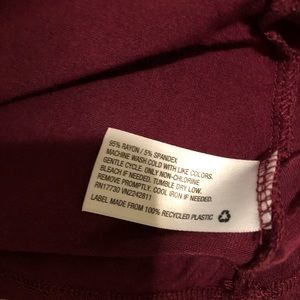 95% RAYON / 5% SPANDEX
MACHINE WASH COLD WITH LIKE COLORS.
GENTLE CYCLE. ONLY NON-CHLORINE
BLEACH IF NEEDED. TUMBLE DRY LOW.
REMOVE PROMPTLY. COOL IRON IF NEEDED.
RN17730 VN2242811
LABEL MADE FROM 100% RECYCLED PLASTIC